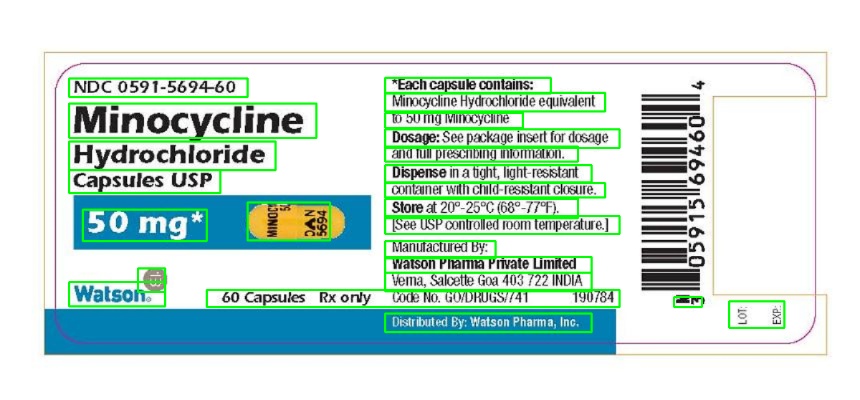 NDC 0591-5694-60
Minocycline
Hydrochloride
Capsules USP
50 mg*
DAN
5694
Watson
60 Capsules Rx only
*Each capsule contains:
Minocycline Hydrochloride equivalent
to 50 mg Minocycline
Dosage: See package insert for dosage
and full prescribing information.
Dispense in a tight, light-resistant
container with child-resistant closure.
Store at 20°-25°C (68°-77°F).
[See USP controlled room temperature.]
Manufactured By:
Watson Pharma Private Limited
Verna, Salcette Goa 403 722 INDIA
Code No. GO/DRUGS/741 190784
Distributed By: Watson Pharma, Inc.
3 05915 69460 4
LOT:
EXP: